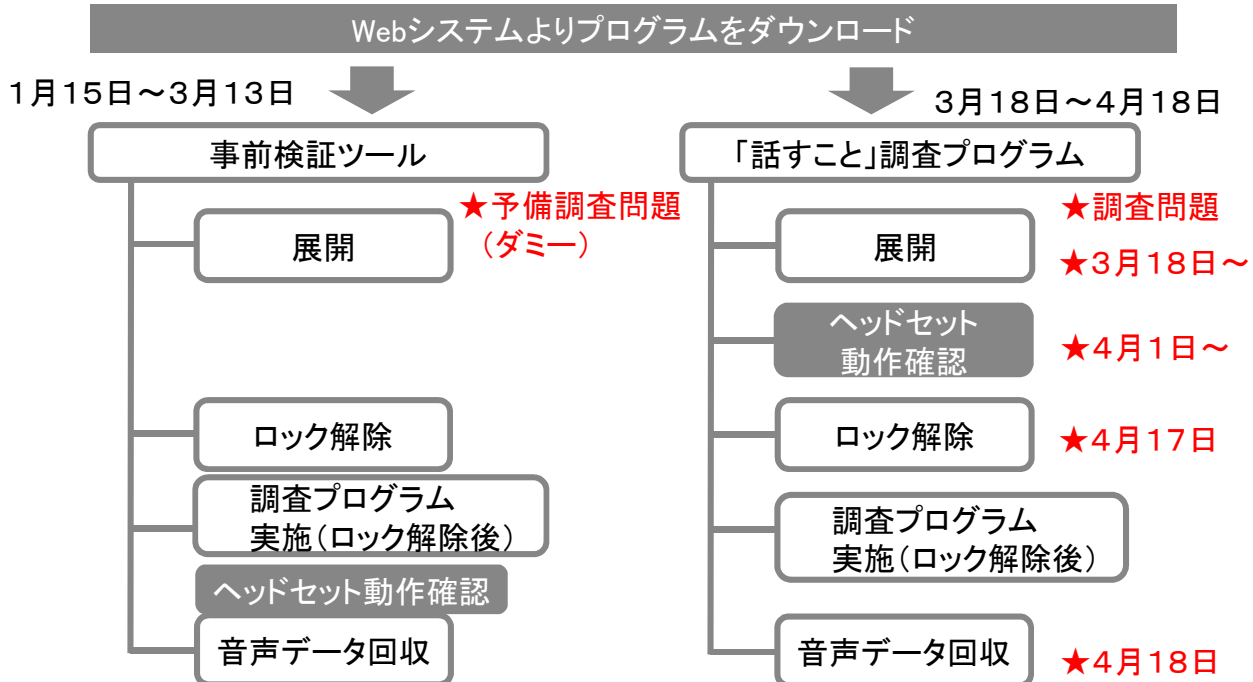 Webシステムよりプログラムをダウンロード
1月15日~3月13日
3月18日~4月18日
事前検証ツール
展開
★予備調査問題
(ダミー)
ロック解除
調査プログラム
実施(ロック解除後)
ヘッドセット動作確認
音声データ回収
「話すこと」調査プログラム
展開
★調査問題
★3月18日~
ヘッドセット
動作確認
★4月1日~
ロック解除
★4月17日
調査プログラム
実施(ロック解除後)
音声データ回収
★4月18日